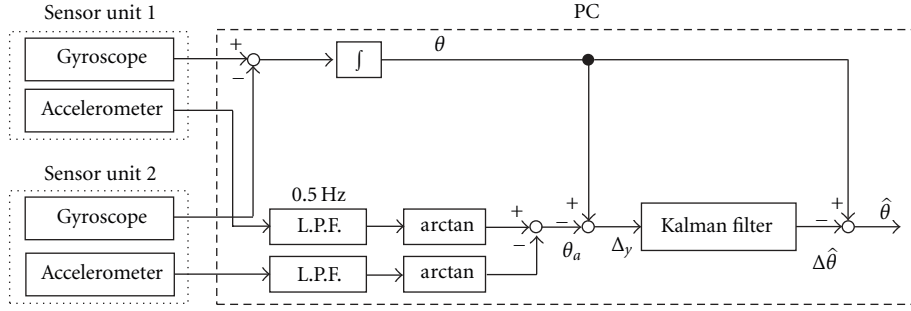 Sensor unit 1
PC
Gyroscope
+
−
∫
θ
Accelerometer
Sensor unit 2
Gyroscope
0.5 Hz
L.P.F.
arctan
+
−
−
+
θa
Δy
Kalman filter
−
+
θ̂
Δθ̂
Accelerometer
L.P.F.
arctan